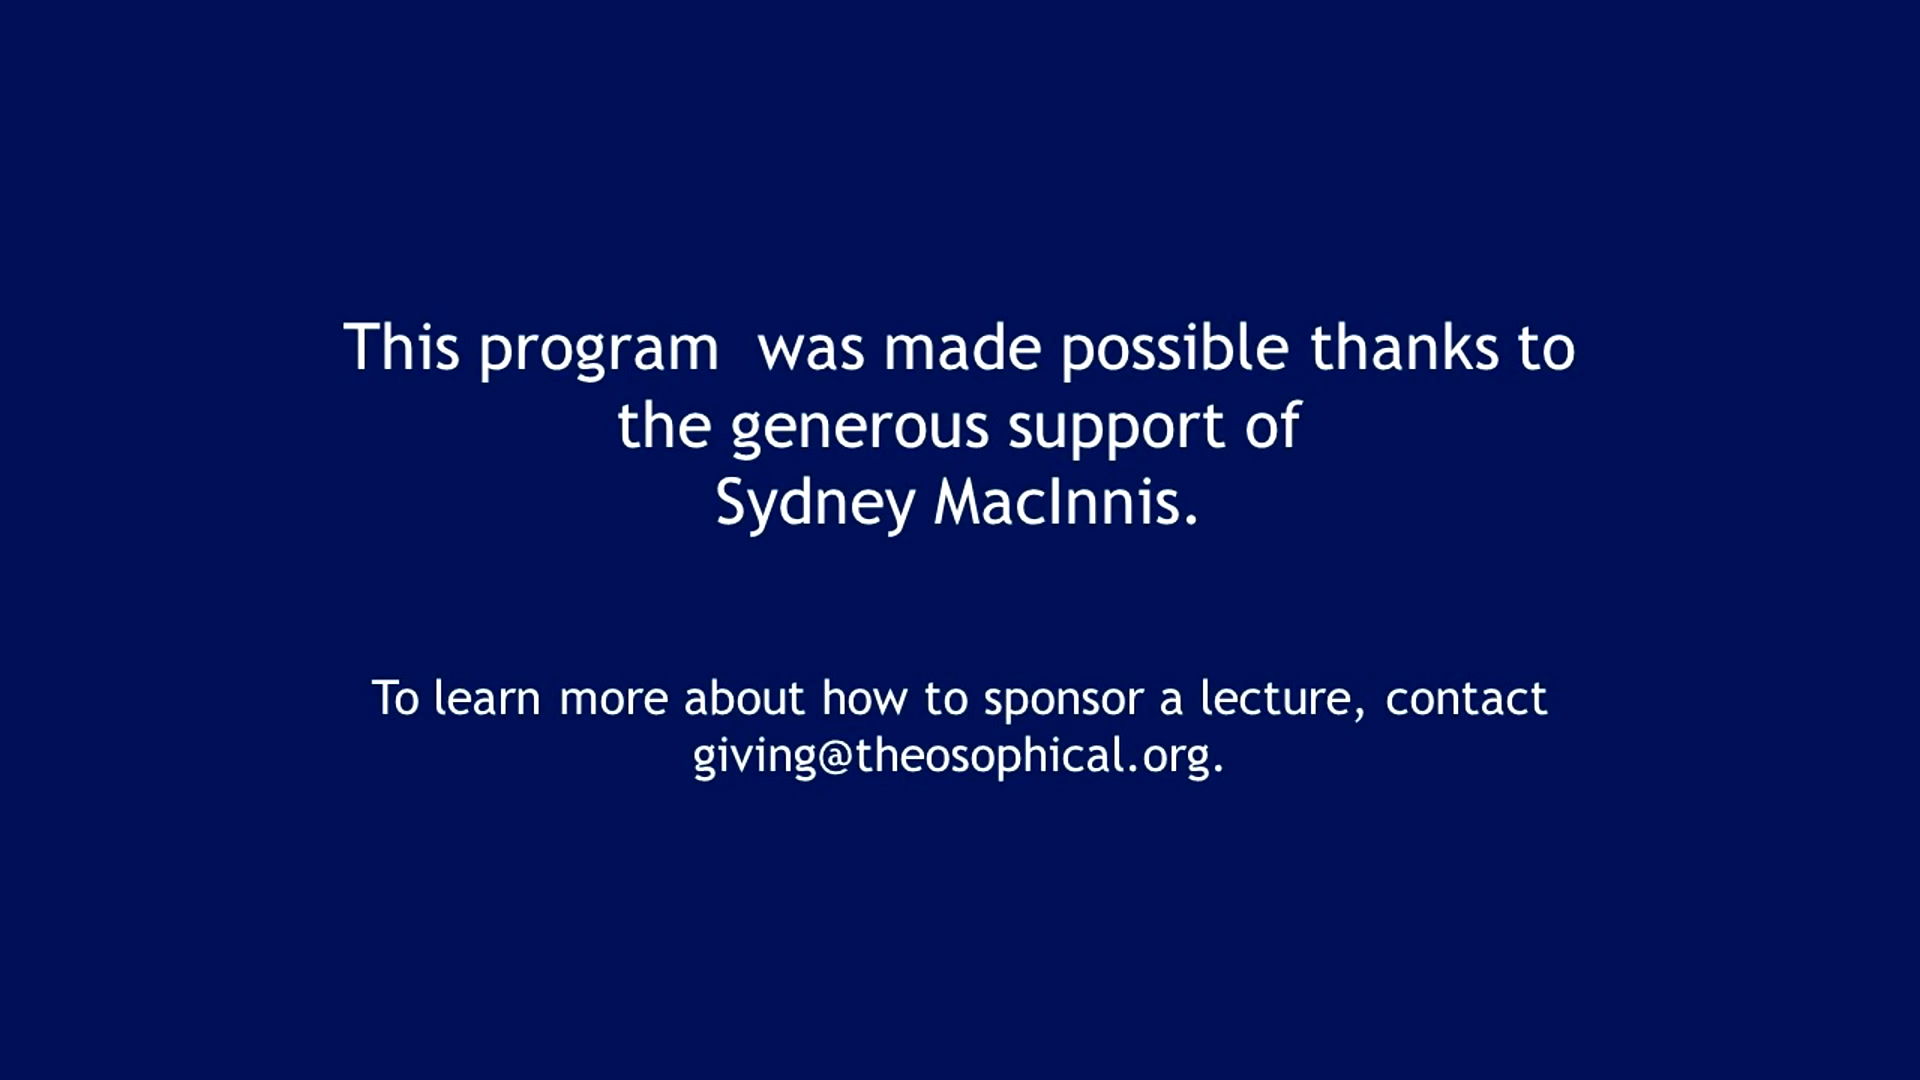 This program  was made possible thanks to
the generous support of
Sydney MacInnis.
To learn more about how to sponsor a lecture, contact
giving@theosophical.org.